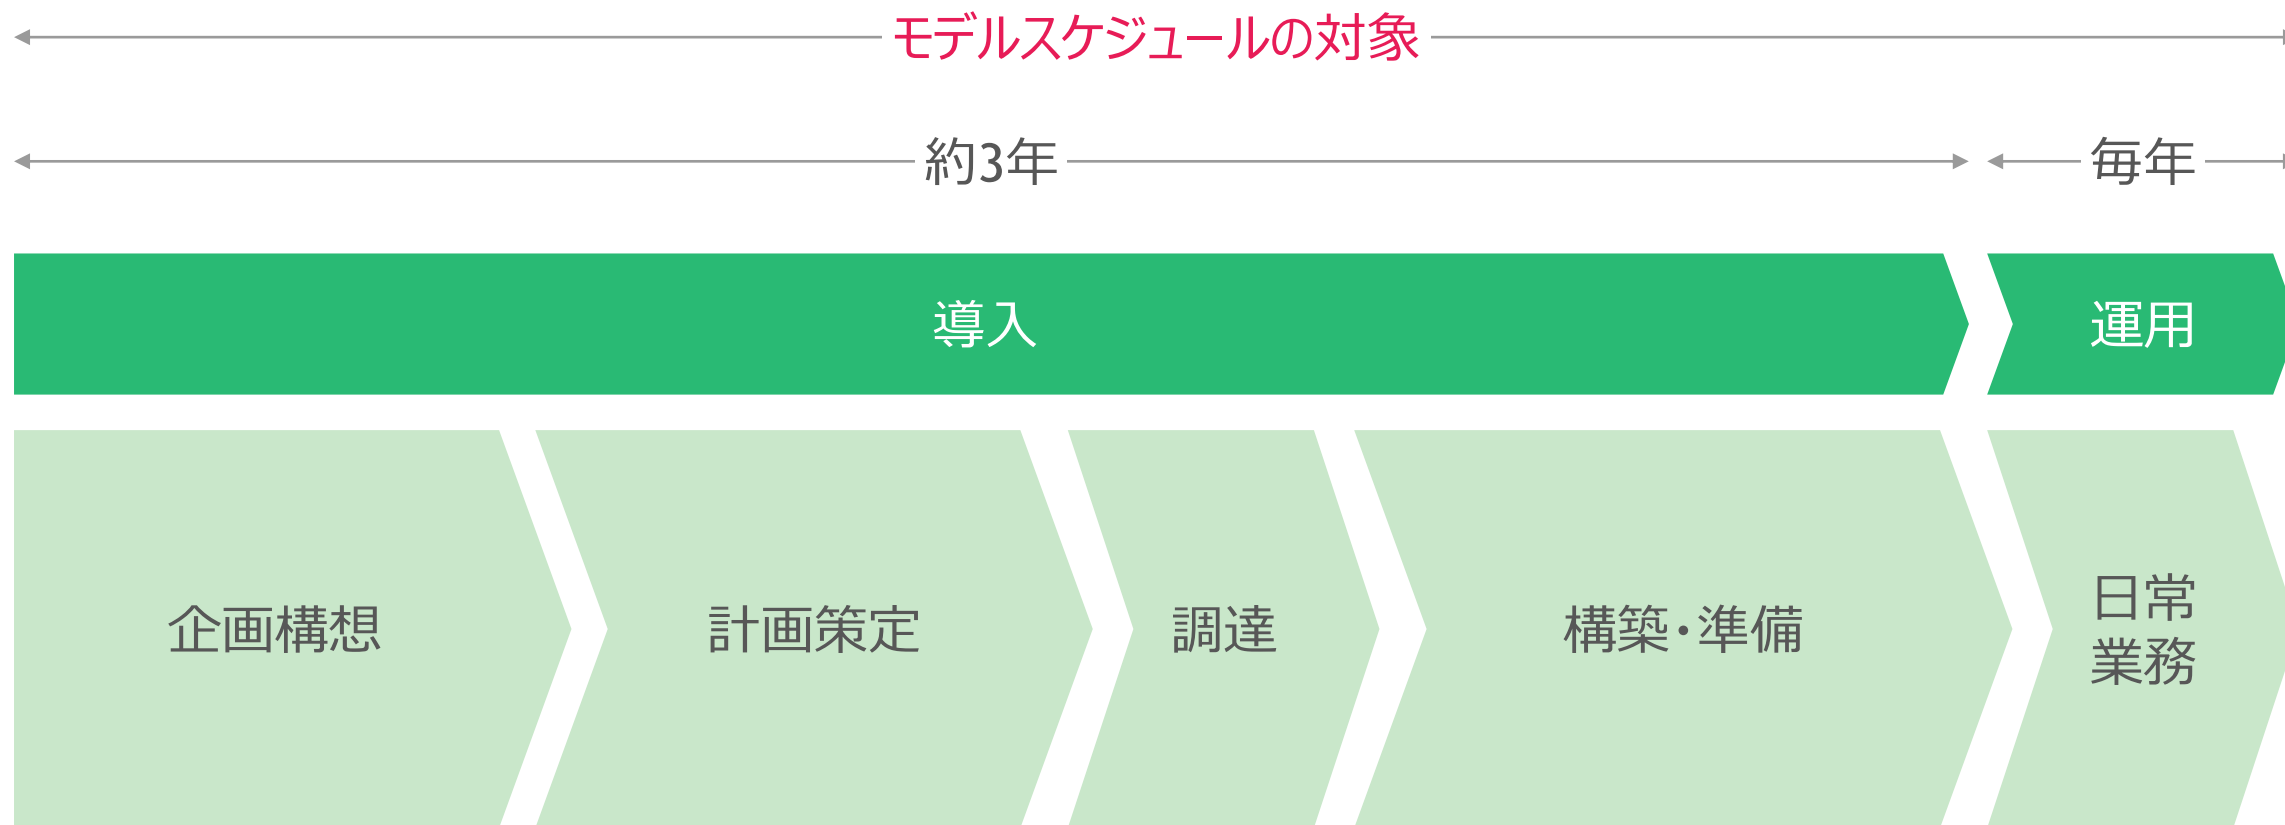 モデルスケジュールの対象
約3年
毎年
導入
運用
企画構想
計画策定
調達
構築・準備
日常
業務